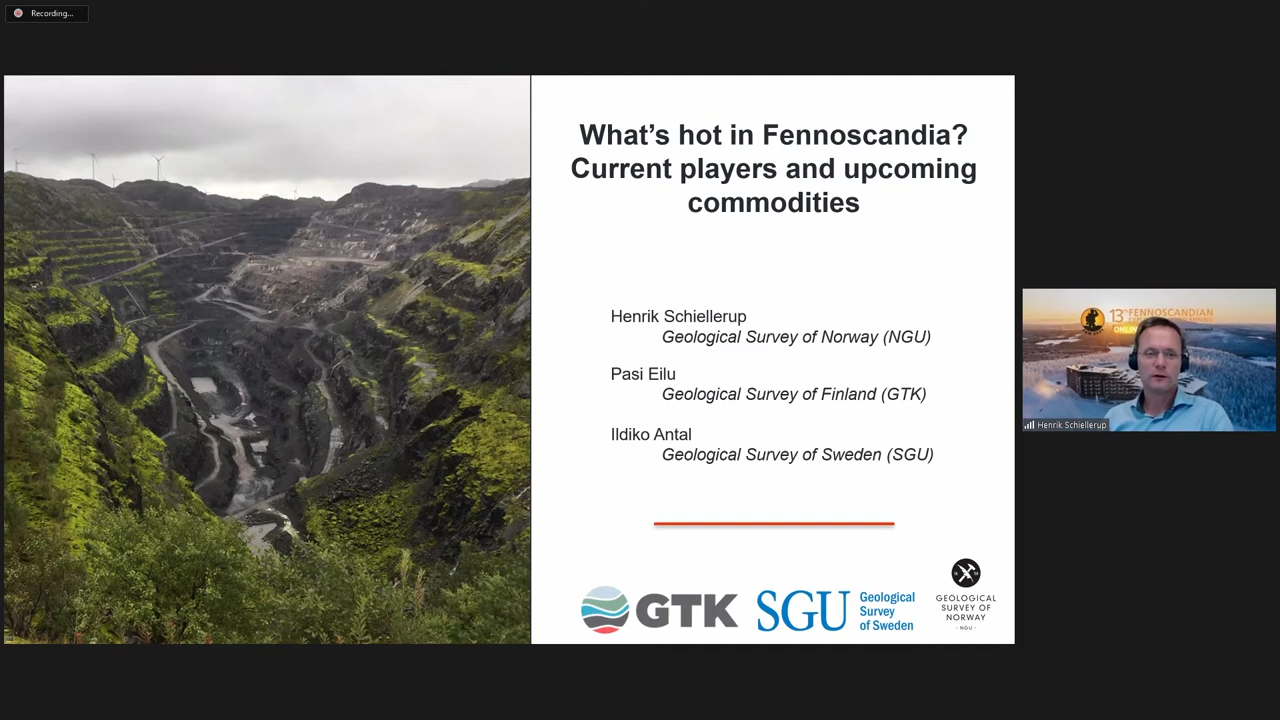 Recording...
What's hot in Fennoscandia?
Current players and upcoming
commodities
Henrik Schiellerup
Geological Survey of Norway (NGU)
Pasi Eilu
Geological Survey of Finland (GTK)
Ildiko Antal
Geological Survey of Sweden (SGU)
GTK
SGU
Geological
Survey
of Sweden
GEOLOGICAL
SURVEY OF
NORWAY
· NGU ·
13TH FENNOSCANDIAN
Henrik Schiellerup